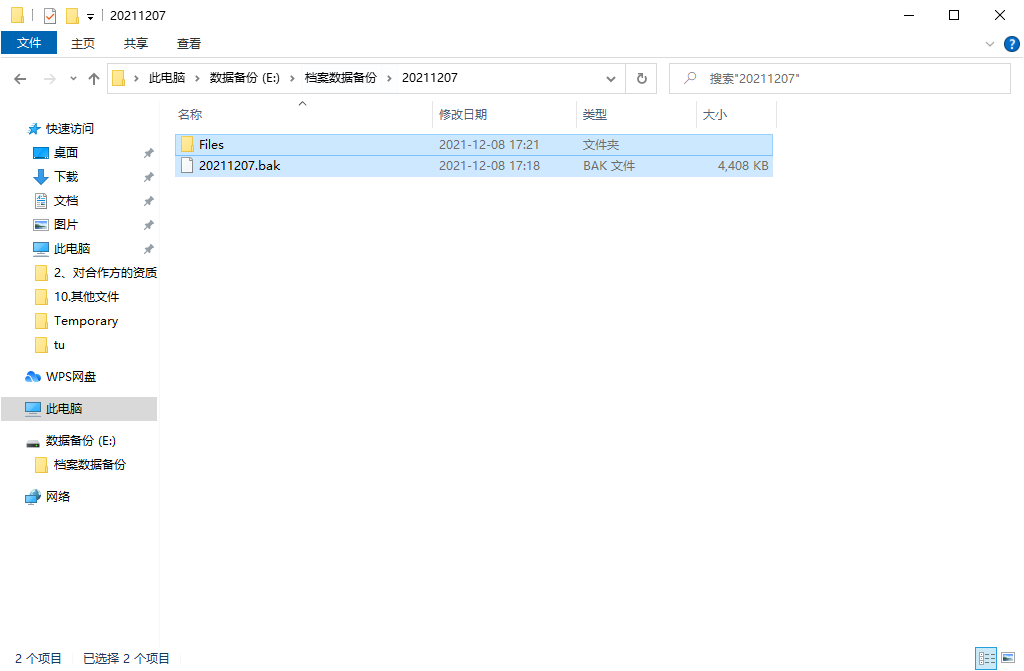 20211207
文件 主页 共享 查看
此电脑 数据备份 (E:) 档案数据备份 20211207 搜索"20211207"
名称 修改日期 类型 大小
Files 2021-12-08 17:21 文件夹
20211207.bak 2021-12-08 17:18 BAK 文件 4,408 KB
快速访问
桌面
下载
文档
图片
此电脑
2、对合作方的资质
10.其他文件
Temporary
tu
WPS网盘
此电脑
数据备份 (E:)
档案数据备份
网络
2 个项目 已选择 2 个项目